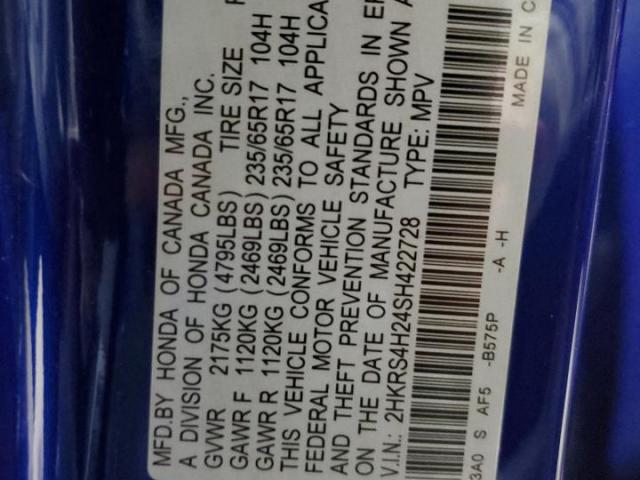 MFD.BY HONDA OF CANADA MFG.,
A DIVISION OF HONDA CANADA INC.
GVWR 2175KG (4795LBS) TIRE SIZE
GAWR F 1120KG (2469LBS) 235/65R17 104H
GAWR R 1120KG (2469LBS) 235/65R17 104H
THIS VEHICLE CONFORMS TO ALL APPLICA
FEDERAL MOTOR VEHICLE SAFETY
AND THEFT PREVENTION STANDARDS IN EF
ON THE DATE OF MANUFACTURE SHOWN A
V.I.N.: 2HKRS4H24SH422728 TYPE: MPV
3A0 S AF5 -B575P -A -H MADE IN C